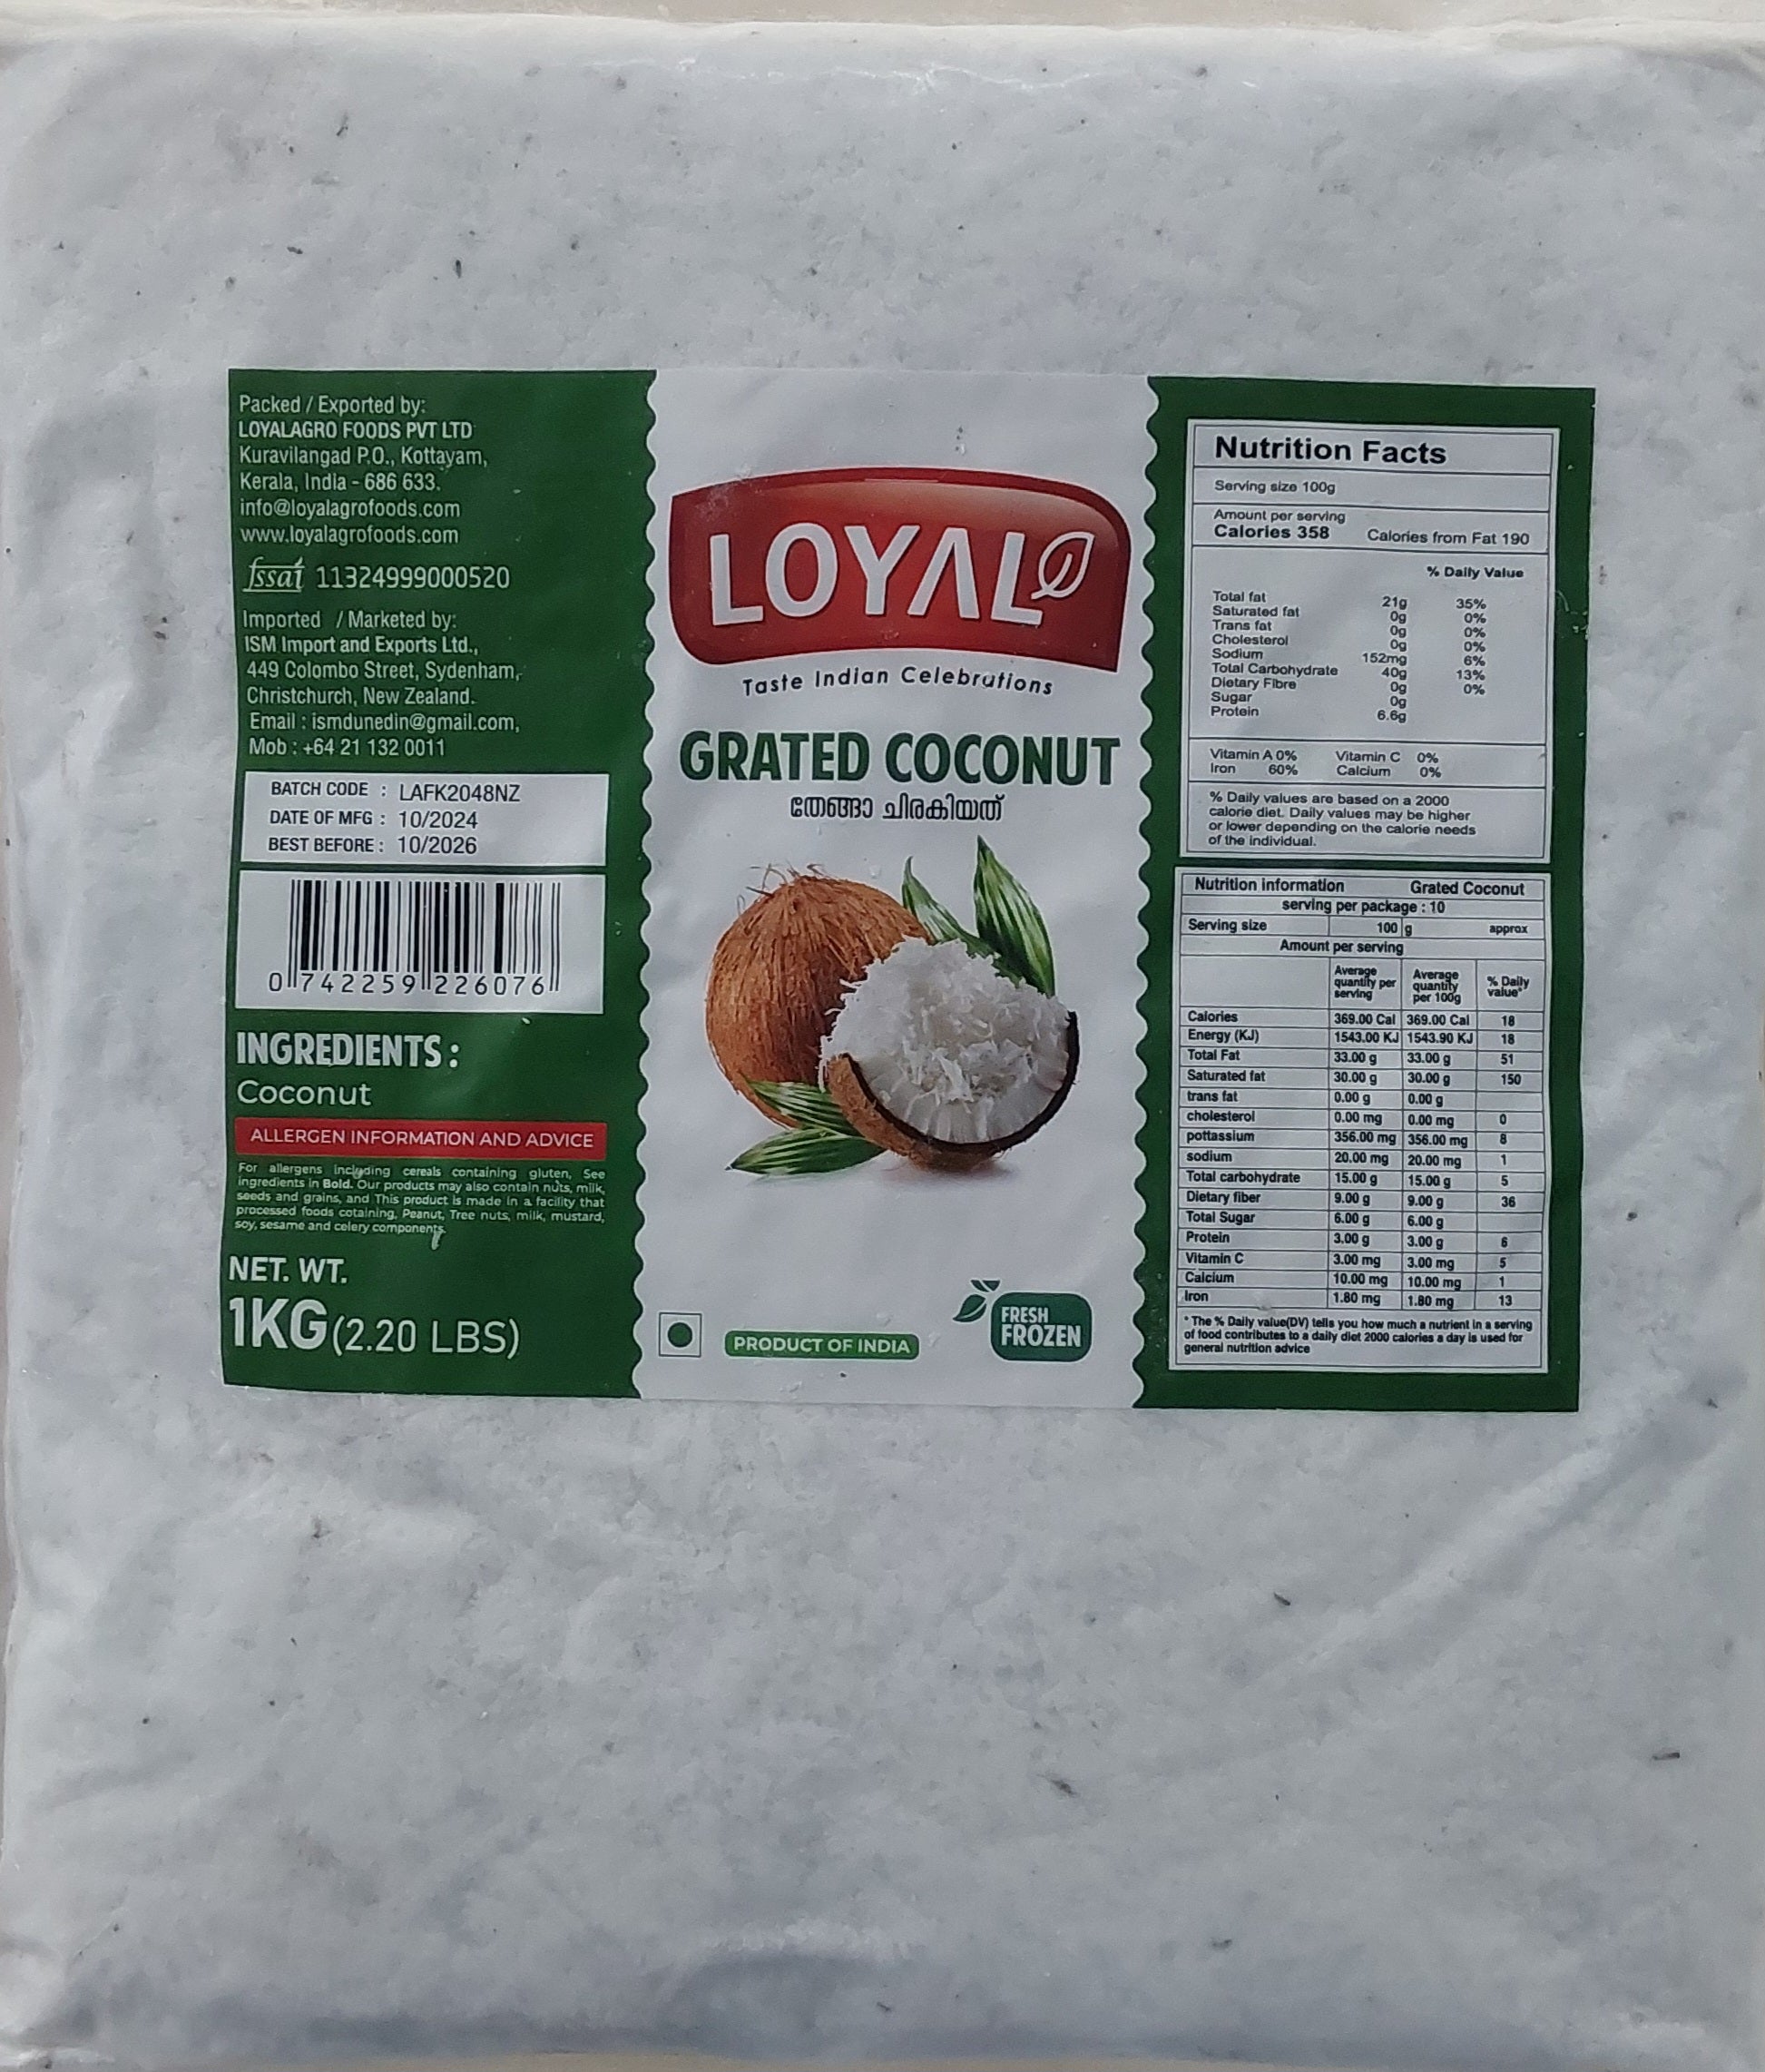 Packed / Exported by:
LOYALAGRO FOODS PVT LTD
Kuravilangad P.O., Kottayam,
Kerala, India - 686 633.
info@loyalagrofoods.com
www.loyalagrofoods.com
fssai 11324999000520
Imported / Marketed by:
ISM Import and Exports Ltd.,
449 Colombo Street, Sydenham,
Christchurch, New Zealand.
Email : ismdunedin@gmail.com,
Mob : +64 21 132 0011
BATCH CODE : LAFK2048NZ
DATE OF MFG : 10/2024
BEST BEFORE : 10/2026
0 742259 226076
INGREDIENTS :
Coconut
ALLERGEN INFORMATION AND ADVICE
For allergens including cereals containing gluten, See
ingredients in Bold. Our products may also contain nuts, milk,
seeds and grains, and This product is made in a facility that
processed foods cotaining, Peanut, Tree nuts, milk, mustard,
soy, sesame and celery components.
NET. WT.
1KG (2.20 LBS)
LOYAL
Taste Indian Celebrations
GRATED COCONUT
തേങ്ങാ ചിരകിയത്
PRODUCT OF INDIA
FRESH
FROZEN
Nutrition Facts
Serving size 100g
Amount per serving
Calories 358 Calories from Fat 190
% Daily Value
Total fat 21g 35%
Saturated fat 0g 0%
Trans fat 0g 0%
Cholesterol 0g 0%
Sodium 152mg 6%
Total Carbohydrate 40g 13%
Dietary Fibre 0g 0%
Sugar 0g
Protein 6.6g
Vitamin A 0% Vitamin C 0%
Iron 60% Calcium 0%
% Daily values are based on a 2000
calorie diet. Daily values may be higher
or lower depending on the calorie needs
of the individual.
Nutrition information Grated Coconut
serving per package : 10
Serving size 100 g approx
Amount per serving
Average quantity per serving Average quantity per 100g % Daily value*
Calories 369.00 Cal 369.00 Cal 18
Energy (KJ) 1543.00 KJ 1543.90 KJ 18
Total Fat 33.00 g 33.00 g 51
Saturated fat 30.00 g 30.00 g 150
trans fat 0.00 g 0.00 g
cholesterol 0.00 mg 0.00 mg 0
pottassium 356.00 mg 356.00 mg 8
sodium 20.00 mg 20.00 mg 1
Total carbohydrate 15.00 g 15.00 g 5
Dietary fiber 9.00 g 9.00 g 36
Total Sugar 6.00 g 6.00 g
Protein 3.00 g 3.00 g 6
Vitamin C 3.00 mg 3.00 mg 5
Calcium 10.00 mg 10.00 mg 1
Iron 1.80 mg 1.80 mg 13
* The % Daily value(DV) tells you how much a nutrient in a serving
of food contributes to a daily diet 2000 calories a day is used for
general nutrition advice